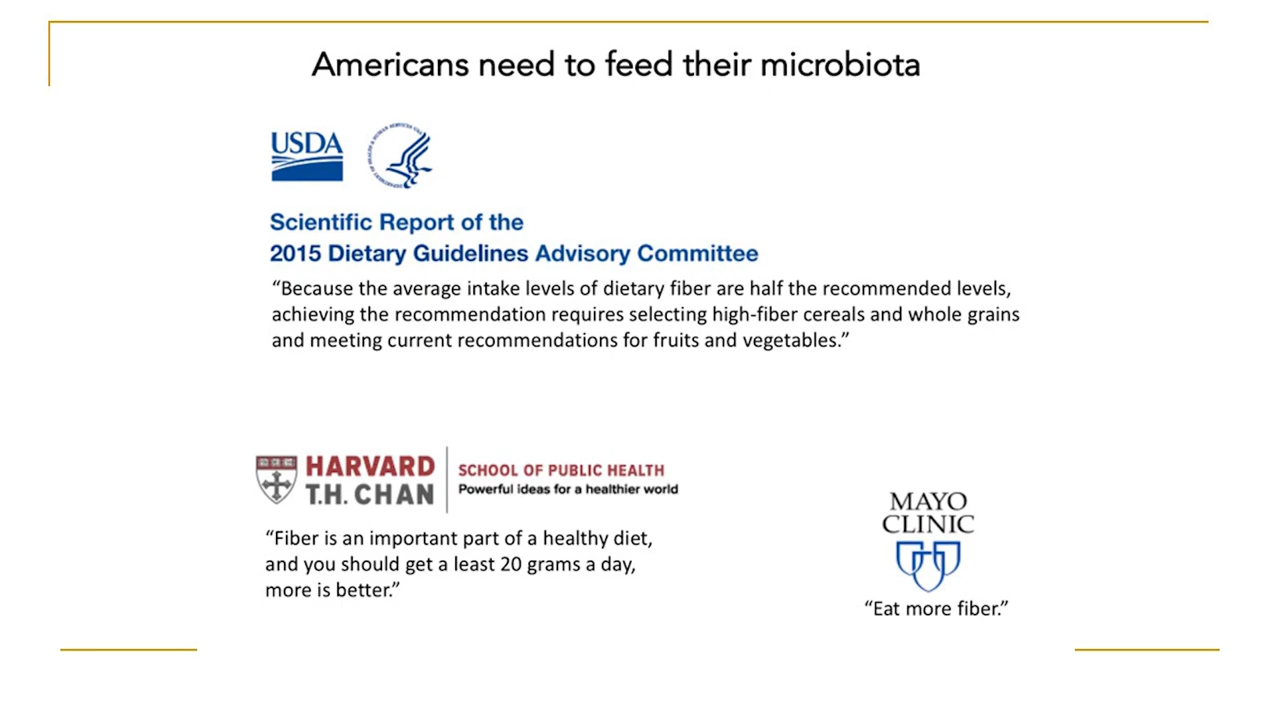 Americans need to feed their microbiota
USDA
Scientific Report of the
2015 Dietary Guidelines Advisory Committee
“Because the average intake levels of dietary fiber are half the recommended levels,
achieving the recommendation requires selecting high-fiber cereals and whole grains
and meeting current recommendations for fruits and vegetables.”
HARVARD
T.H. CHAN
SCHOOL OF PUBLIC HEALTH
Powerful ideas for a healthier world
“Fiber is an important part of a healthy diet,
and you should get a least 20 grams a day,
more is better.”
MAYO
CLINIC
“Eat more fiber.”